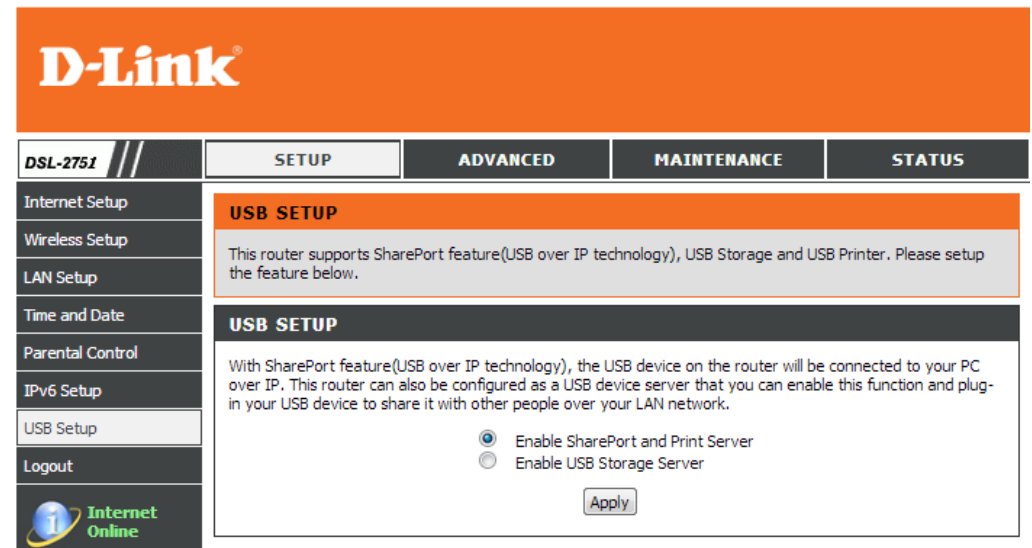 D-Link®
DSL-2751
SETUP
ADVANCED
MAINTENANCE
STATUS
Internet Setup
Wireless Setup
LAN Setup
Time and Date
Parental Control
IPv6 Setup
USB Setup
Logout
Internet
Online
USB SETUP
This router supports SharePort feature(USB over IP technology), USB Storage and USB Printer. Please setup
the feature below.
USB SETUP
With SharePort feature(USB over IP technology), the USB device on the router will be connected to your PC
over IP. This router can also be configured as a USB device server that you can enable this function and plug-
in your USB device to share it with other people over your LAN network.
Enable SharePort and Print Server
Enable USB Storage Server
Apply